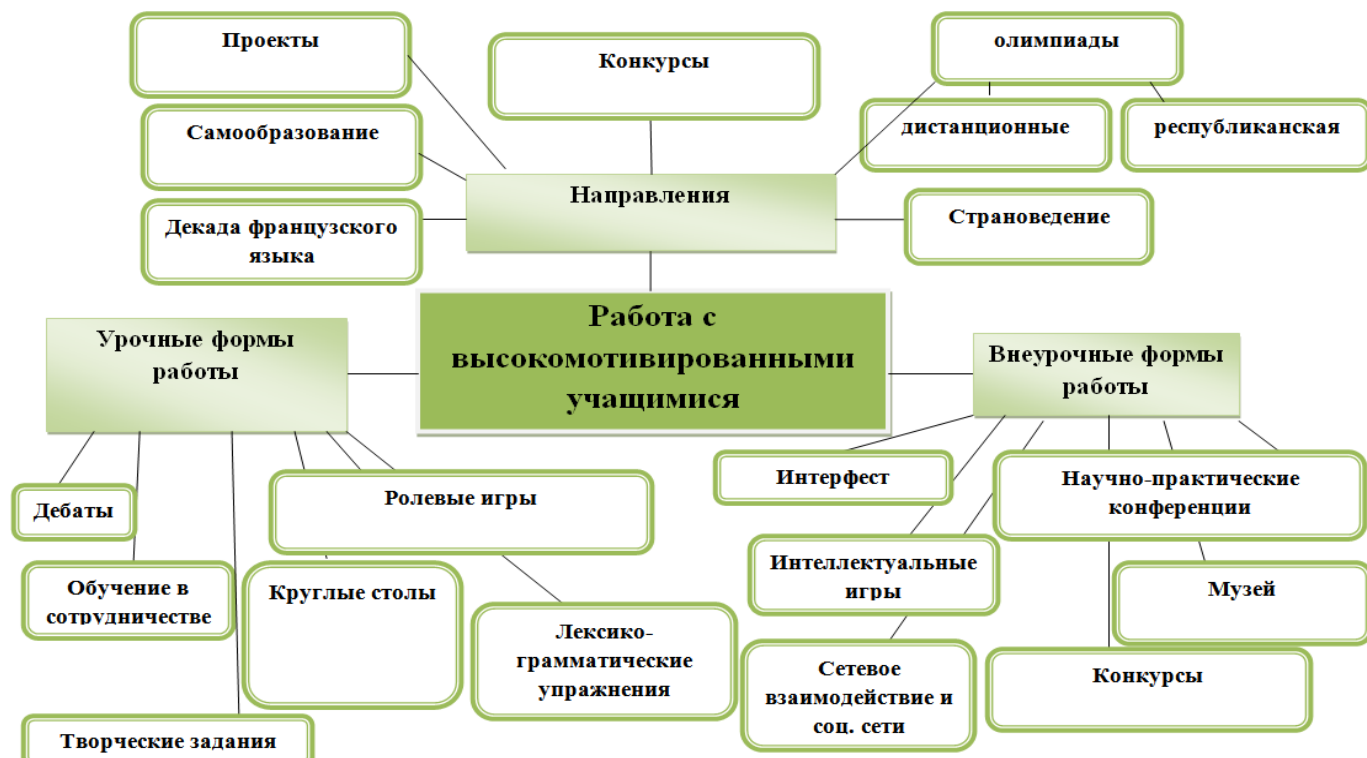 Проекты
Конкурсы
олимпиады
Самообразование
дистанционные
республиканская
Направления
Декада французского
языка
Страноведение
Работа с
высокомотивированными
учащимися
Урочные формы
работы
Внеурочные формы
работы
Дебаты
Ролевые игры
Интерфест
Научно-практические
конференции
Обучение в
сотрудничестве
Круглые столы
Интеллектуальные
игры
Музей
Лексико-
грамматические
упражнения
Сетевое
взаимодействие и
соц. сети
Конкурсы
Творческие задания